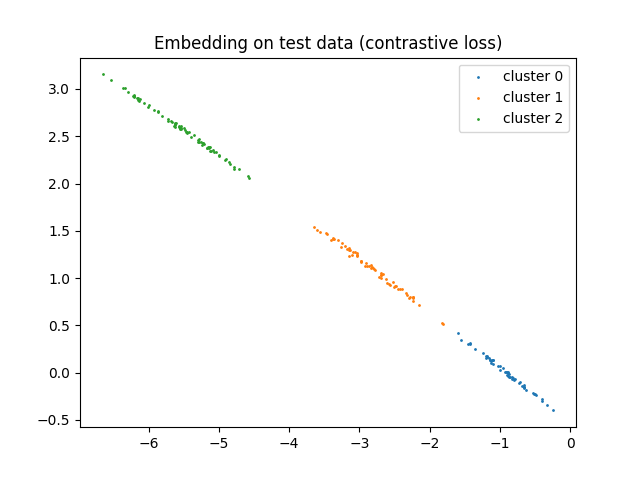 Embedding on test data (contrastive loss)
cluster 0
cluster 1
cluster 2
3.0
2.5
2.0
1.5
1.0
0.5
0.0
−0.5
−6 −5 −4 −3 −2 −1 0